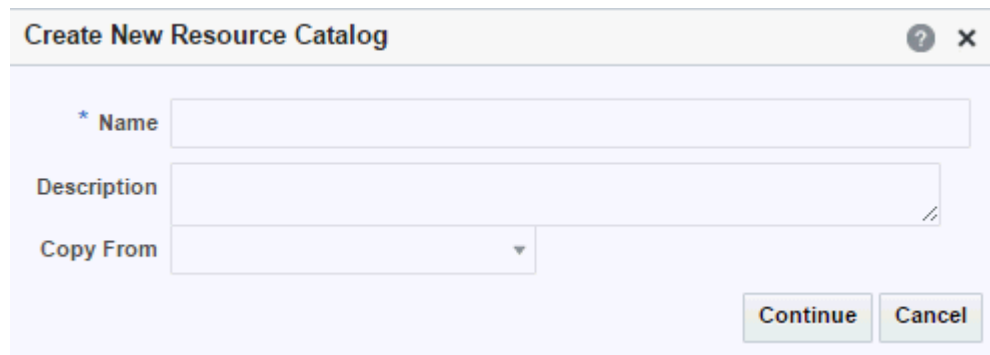 Create New Resource Catalog ?
* Name
Description
Copy From
Continue Cancel